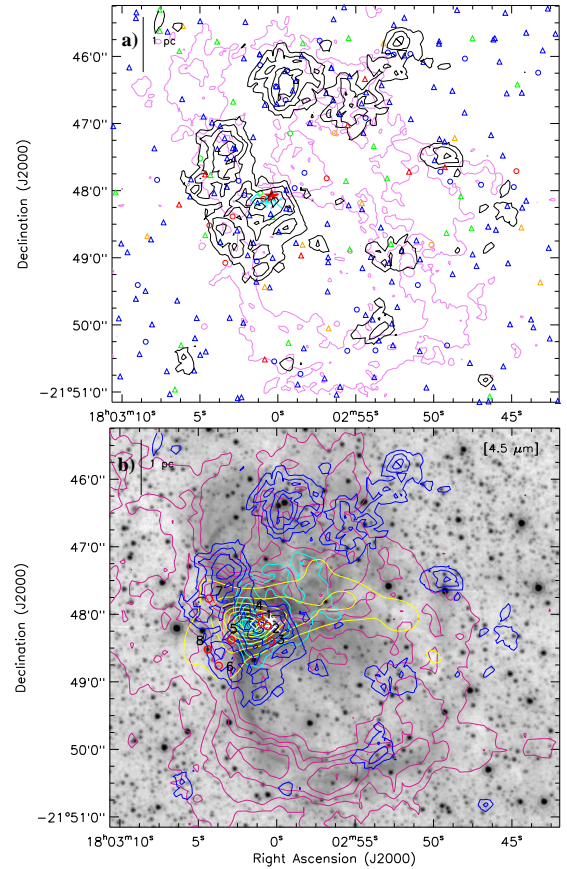 a)
1 pc
46'0"
47'0"
48'0"
49'0"
50'0"
−21°51'0"
Declination (J2000)
18ʰ03ᵐ10ˢ 5ˢ 0ˢ 02ᵐ55ˢ 50ˢ 45ˢ
b)
1 pc
[4.5 μm]
46'0"
47'0"
48'0"
49'0"
50'0"
−21°51'0"
Declination (J2000)
7
4
1
5
2
8
3
6
18ʰ03ᵐ10ˢ 5ˢ 0ˢ 02ᵐ55ˢ 50ˢ 45ˢ
Right Ascension (J2000)